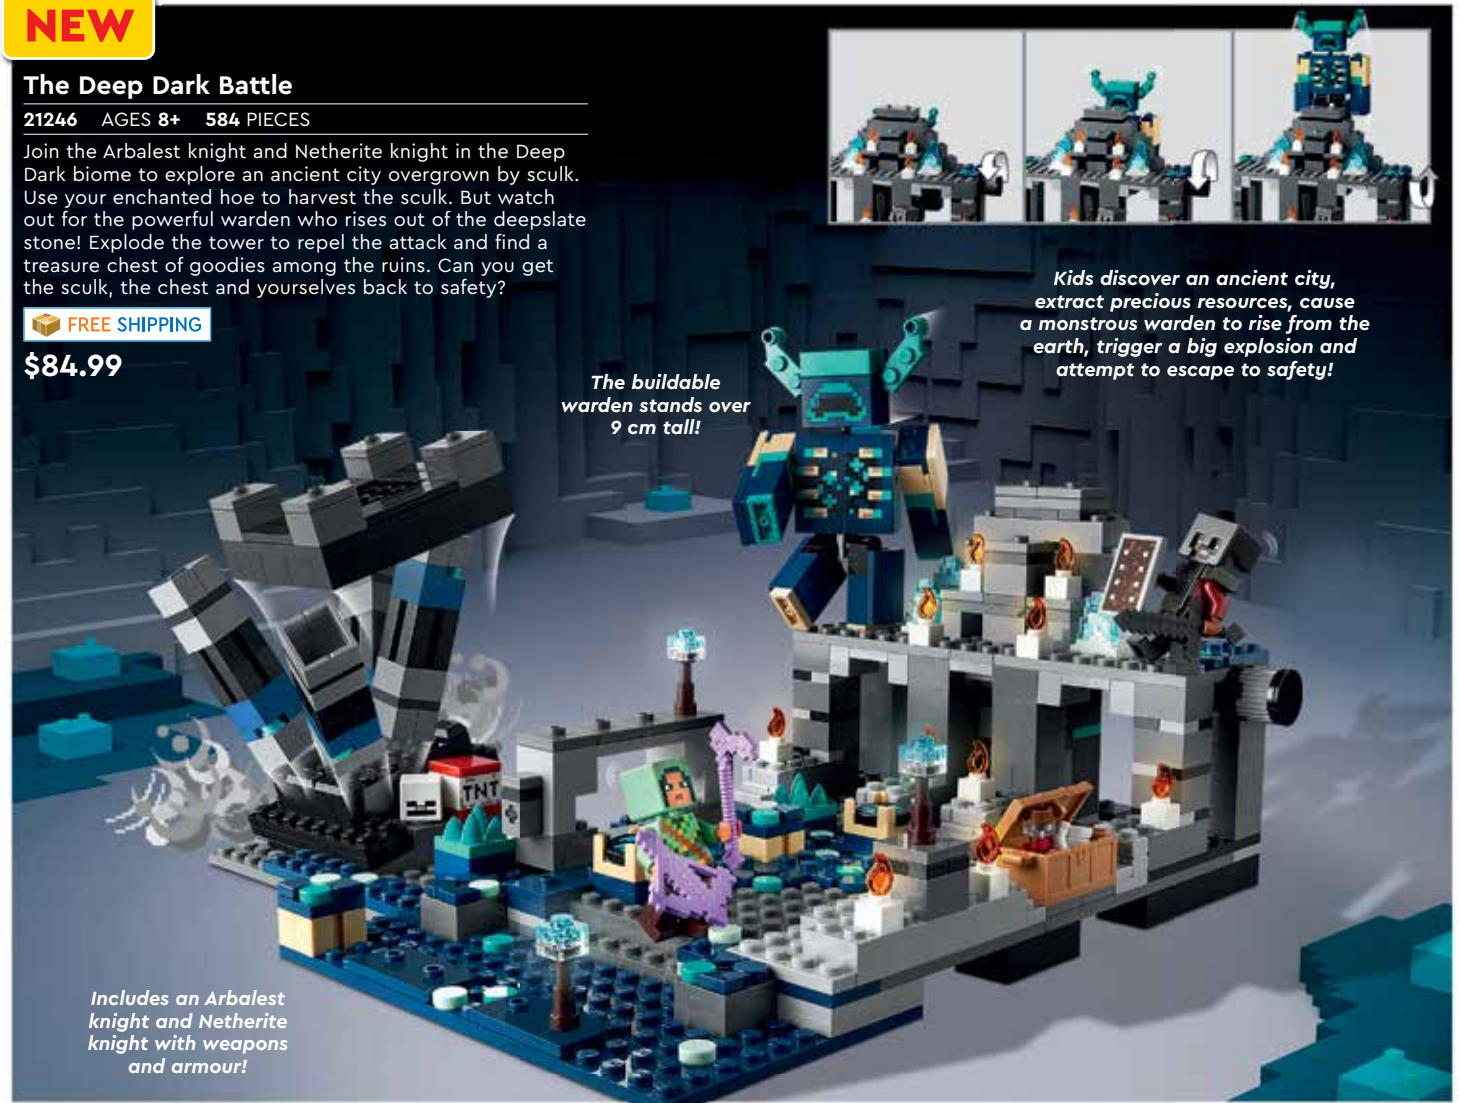 NEW
The Deep Dark Battle
21246 AGES 8+ 584 PIECES
Join the Arbalest knight and Netherite knight in the Deep
Dark biome to explore an ancient city overgrown by sculk.
Use your enchanted hoe to harvest the sculk. But watch
out for the powerful warden who rises out of the deepslate
stone! Explode the tower to repel the attack and find a
treasure chest of goodies among the ruins. Can you get
the sculk, the chest and yourselves back to safety?
FREE SHIPPING
$84.99
Kids discover an ancient city,
extract precious resources, cause
a monstrous warden to rise from the
earth, trigger a big explosion and
attempt to escape to safety!
The buildable
warden stands over
9 cm tall!
TNT
Includes an Arbalest
knight and Netherite
knight with weapons
and armour!